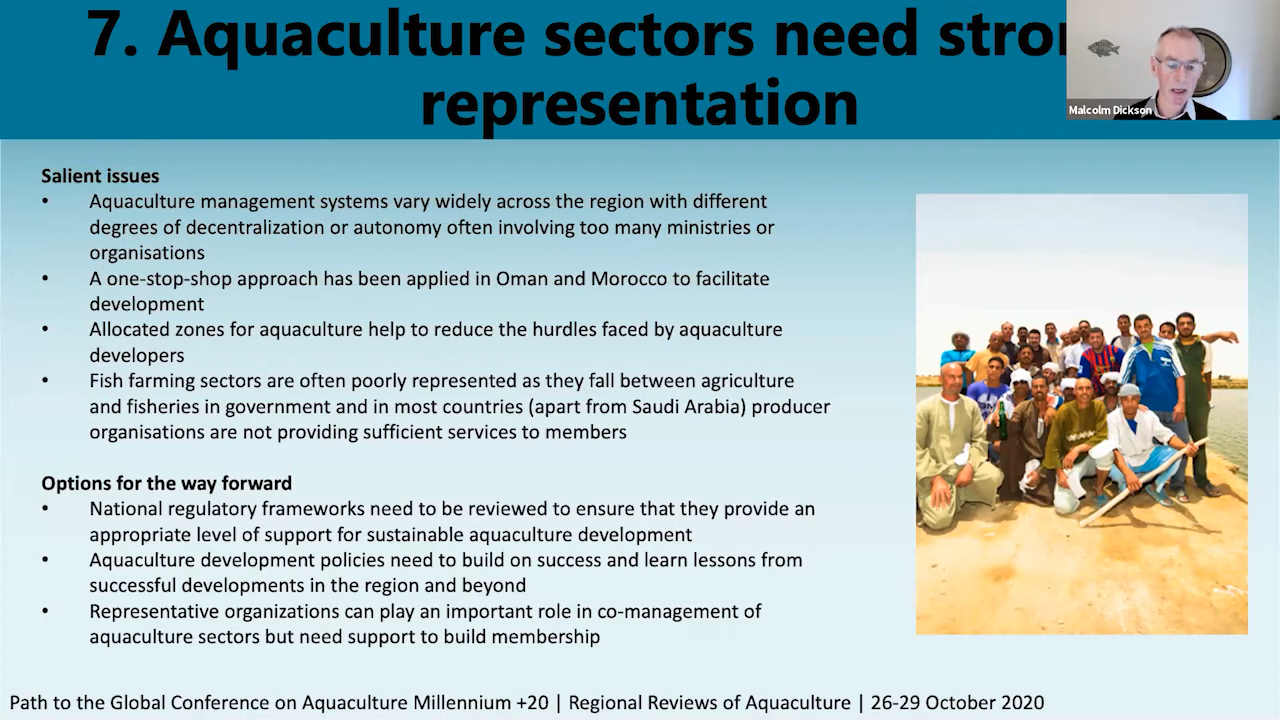 7. Aquaculture sectors need
representation
Malcolm Dickson
Salient issues
• Aquaculture management systems vary widely across the region with different
degrees of decentralization or autonomy often involving too many ministries or
organisations
• A one-stop-shop approach has been applied in Oman and Morocco to facilitate
development
• Allocated zones for aquaculture help to reduce the hurdles faced by aquaculture
developers
• Fish farming sectors are often poorly represented as they fall between agriculture
and fisheries in government and in most countries (apart from Saudi Arabia) producer
organisations are not providing sufficient services to members
Options for the way forward
• National regulatory frameworks need to be reviewed to ensure that they provide an
appropriate level of support for sustainable aquaculture development
• Aquaculture development policies need to build on success and learn lessons from
successful developments in the region and beyond
• Representative organizations can play an important role in co-management of
aquaculture sectors but need support to build membership
Path to the Global Conference on Aquaculture Millennium +20 | Regional Reviews of Aquaculture | 26-29 October 2020